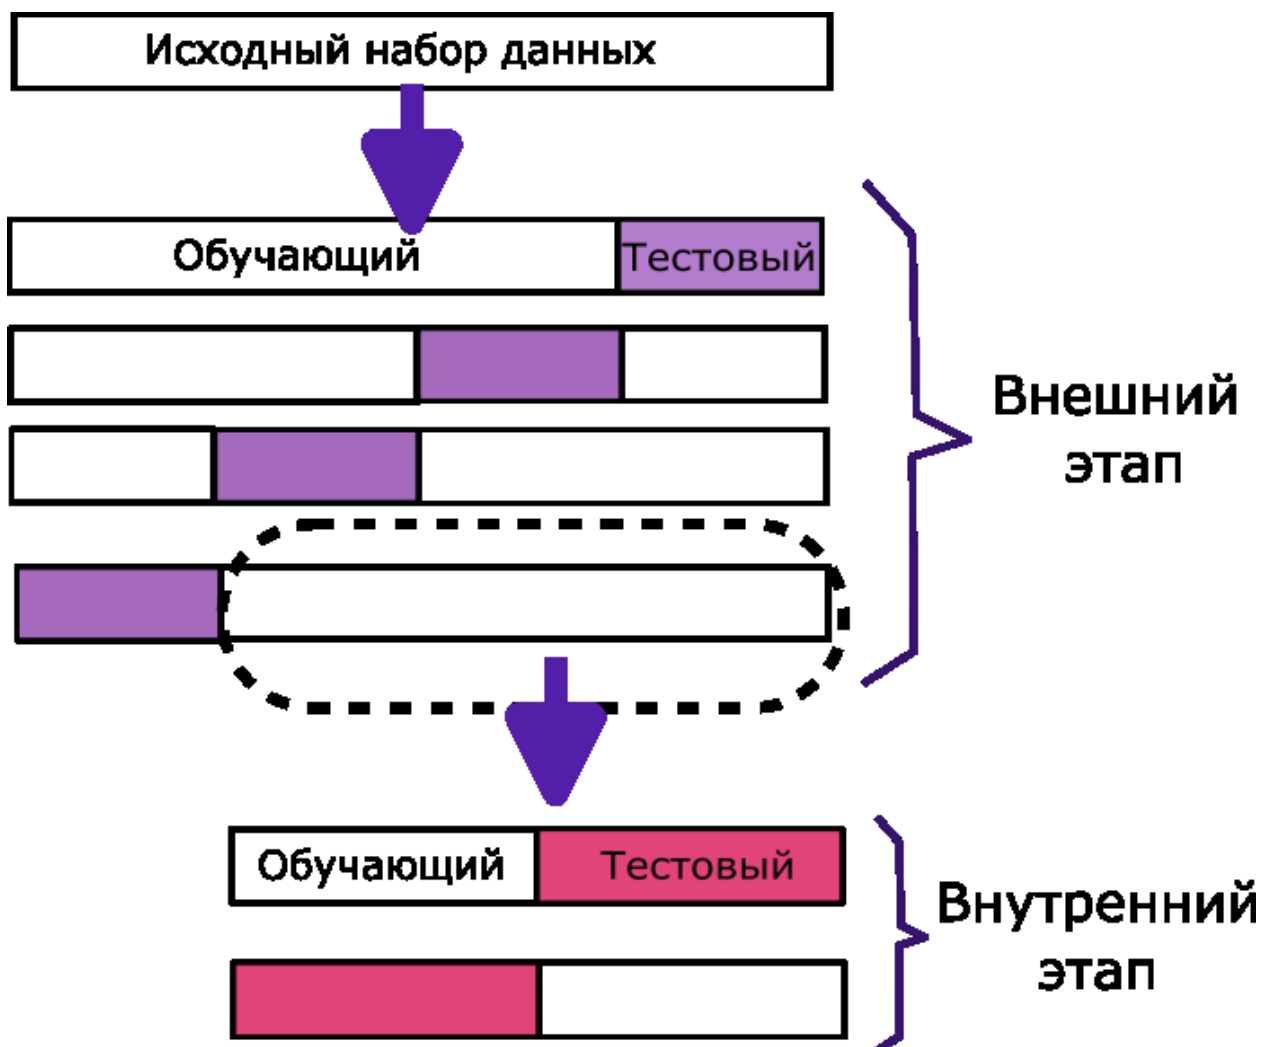 Исходный набор данных
Обучающий
Тестовый
Внешний
этап
Обучающий
Тестовый
Внутренний
этап